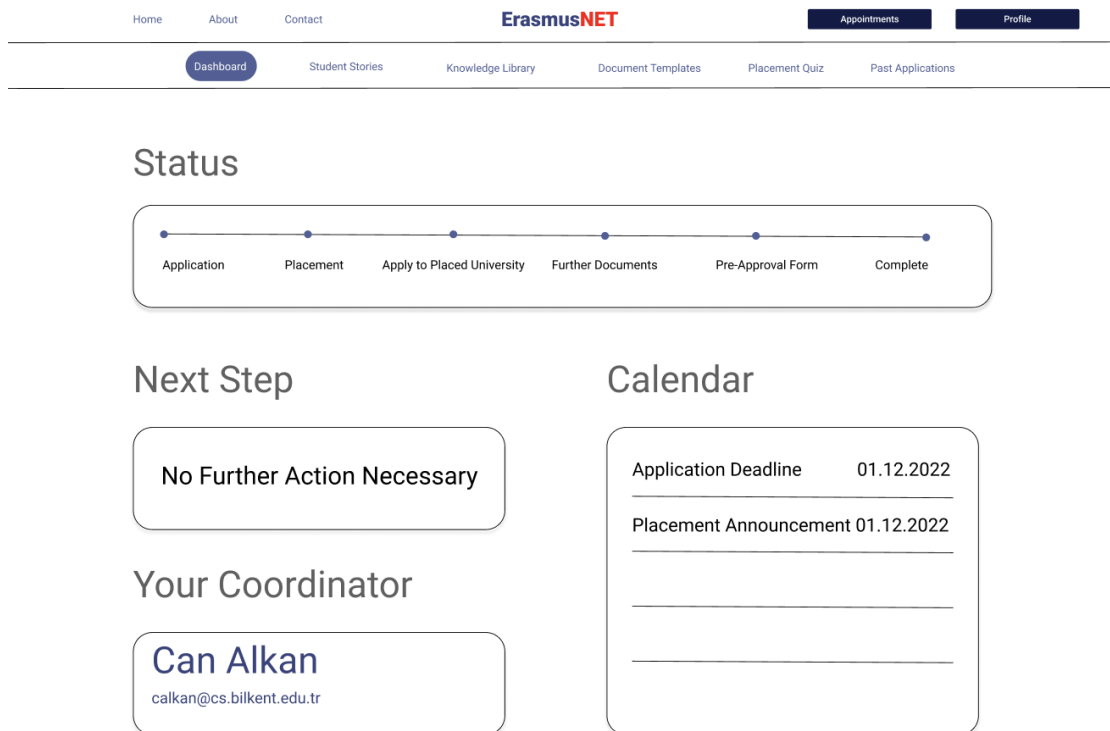 Home About Contact ErasmusNET Appointments Profile
Dashboard Student Stories Knowledge Library Document Templates Placement Quiz Past Applications
Status
Application Placement Apply to Placed University Further Documents Pre-Approval Form Complete
Next Step
No Further Action Necessary
Your Coordinator
Can Alkan
calkan@cs.bilkent.edu.tr
Calendar
Application Deadline 01.12.2022
Placement Announcement 01.12.2022